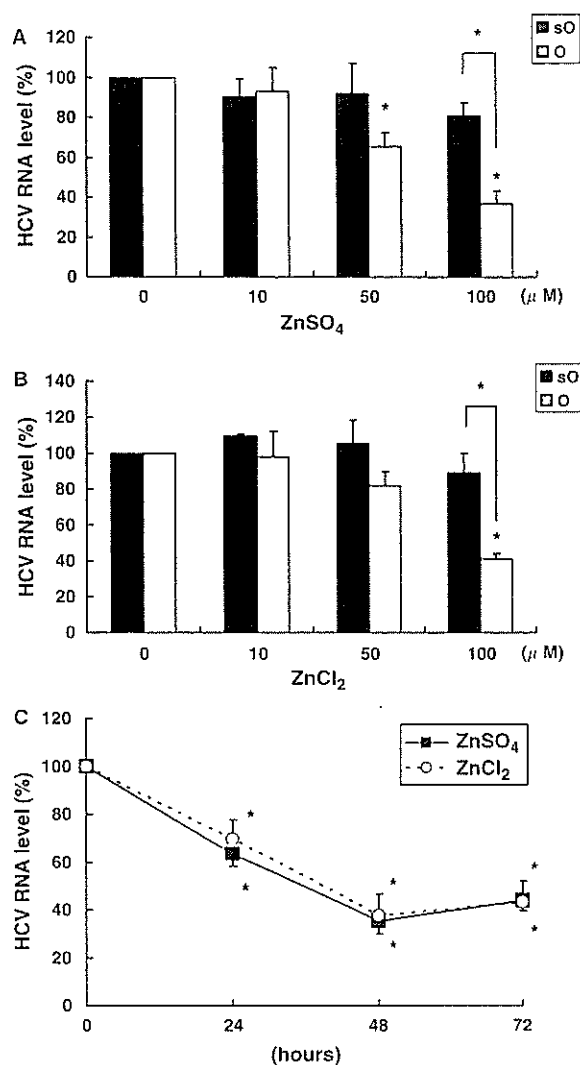 A
HCV RNA level (%)
120
100
80
60
40
20
0
* * * 
sO
O
0 10 50 100 (μ M)
ZnSO4
B
HCV RNA level (%)
140
120
100
80
60
40
20
0
* *
sO
O
0 10 50 100 (μ M)
ZnCl2
C
HCV RNA level (%)
120
100
80
60
40
20
0
ZnSO4
ZnCl2
* * *
* * *
0 24 48 72
(hours)